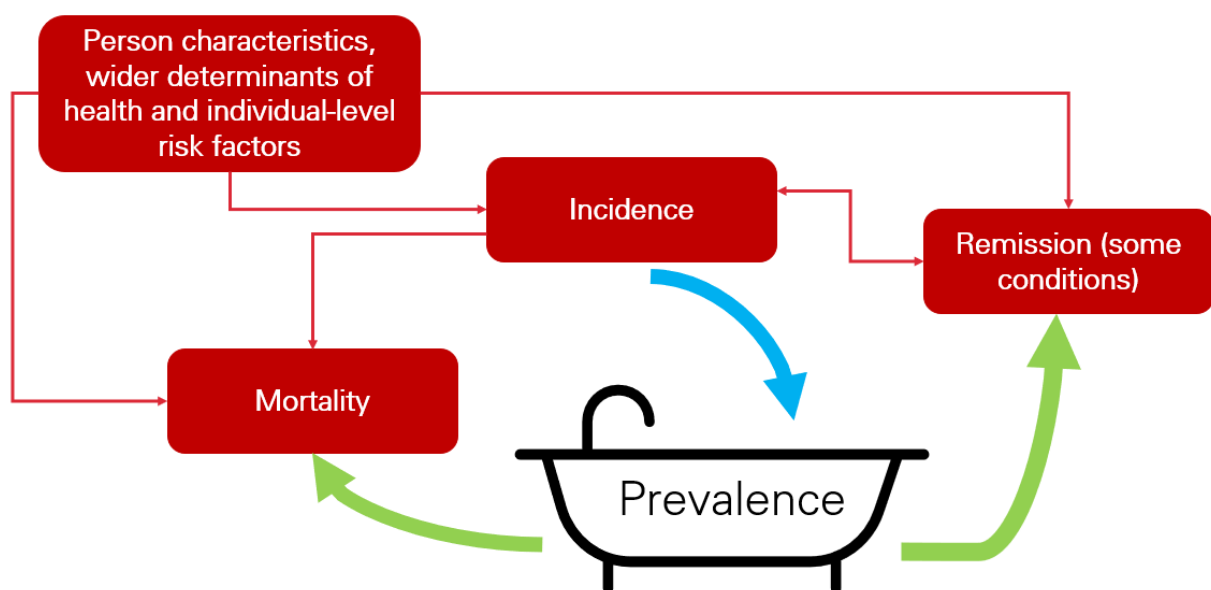 Person characteristics,
wider determinants of
health and individual-level
risk factors
Incidence
Remission (some
conditions)
Mortality
Prevalence